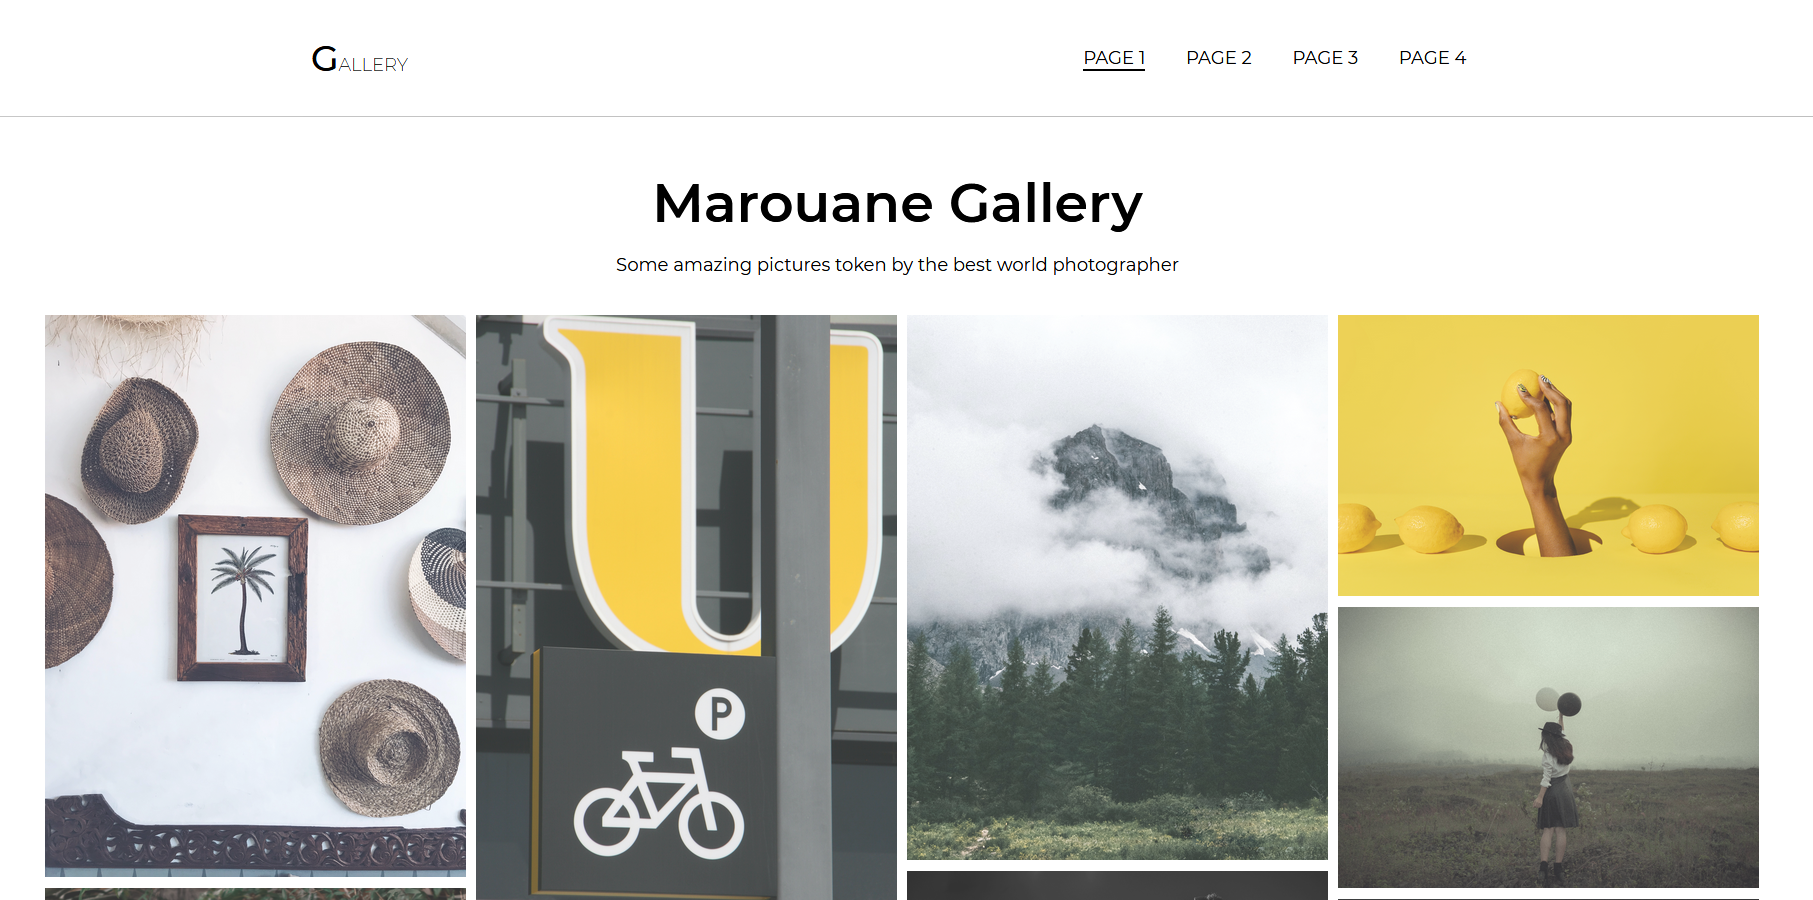 GALLERY
PAGE 1 PAGE 2 PAGE 3 PAGE 4
Marouane Gallery
Some amazing pictures token by the best world photographer
U
P